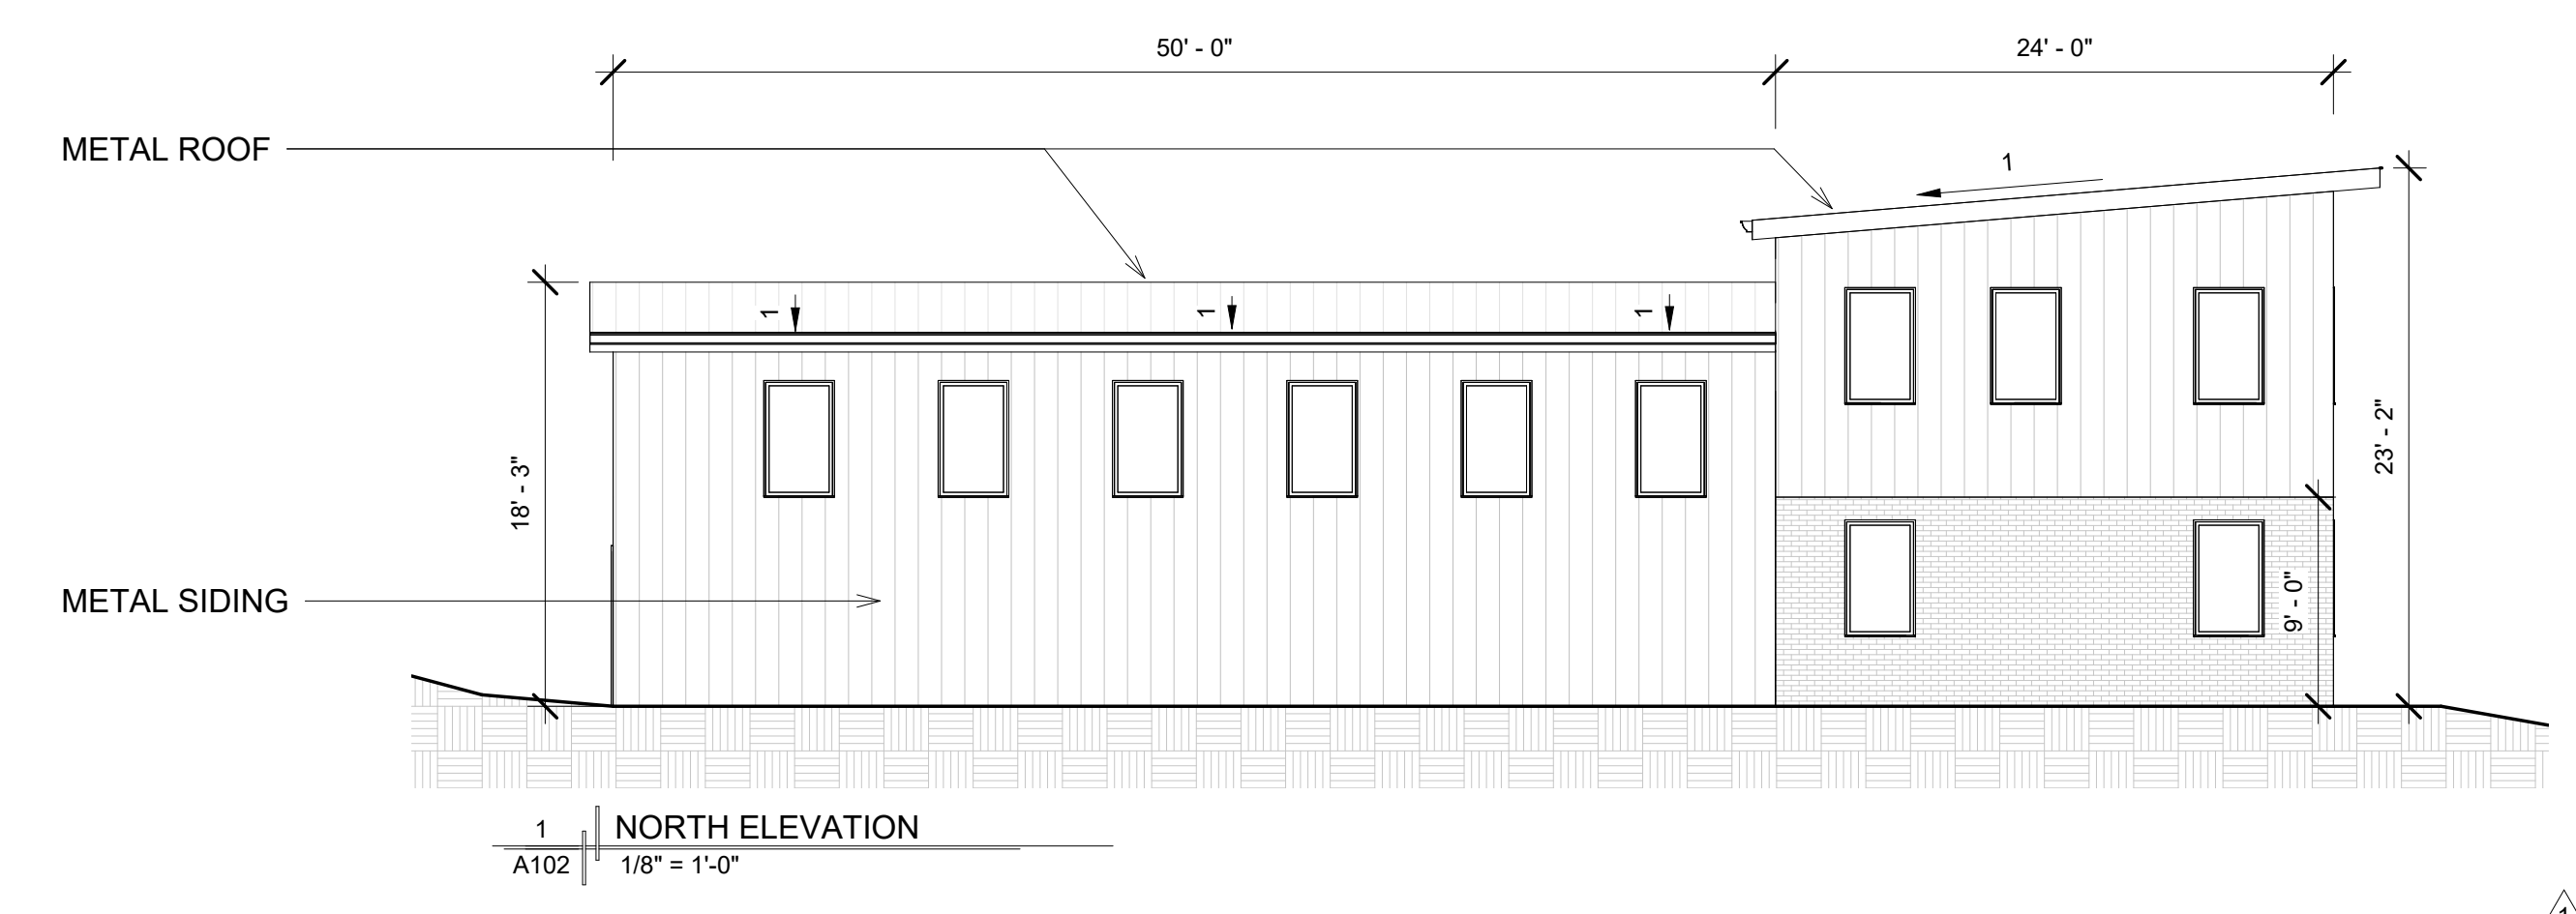 50' - 0"
24' - 0"
METAL ROOF
1
1
1
1
18' - 3"
23' - 2"
METAL SIDING
9' - 0"
1
NORTH ELEVATION
A102
1/8" = 1'-0"
1